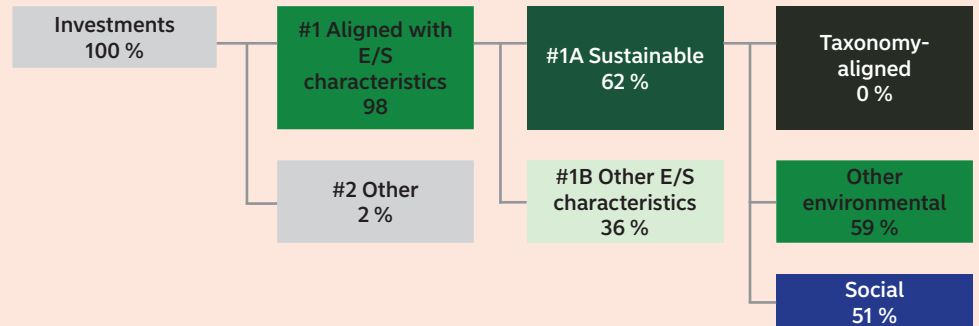 Investments
100 %
#1 Aligned with
E/S
characteristics
98
#1A Sustainable
62 %
Taxonomy-
aligned
0 %
#2 Other
2 %
#1B Other E/S
characteristics
36 %
Other
environmental
59 %
Social
51 %